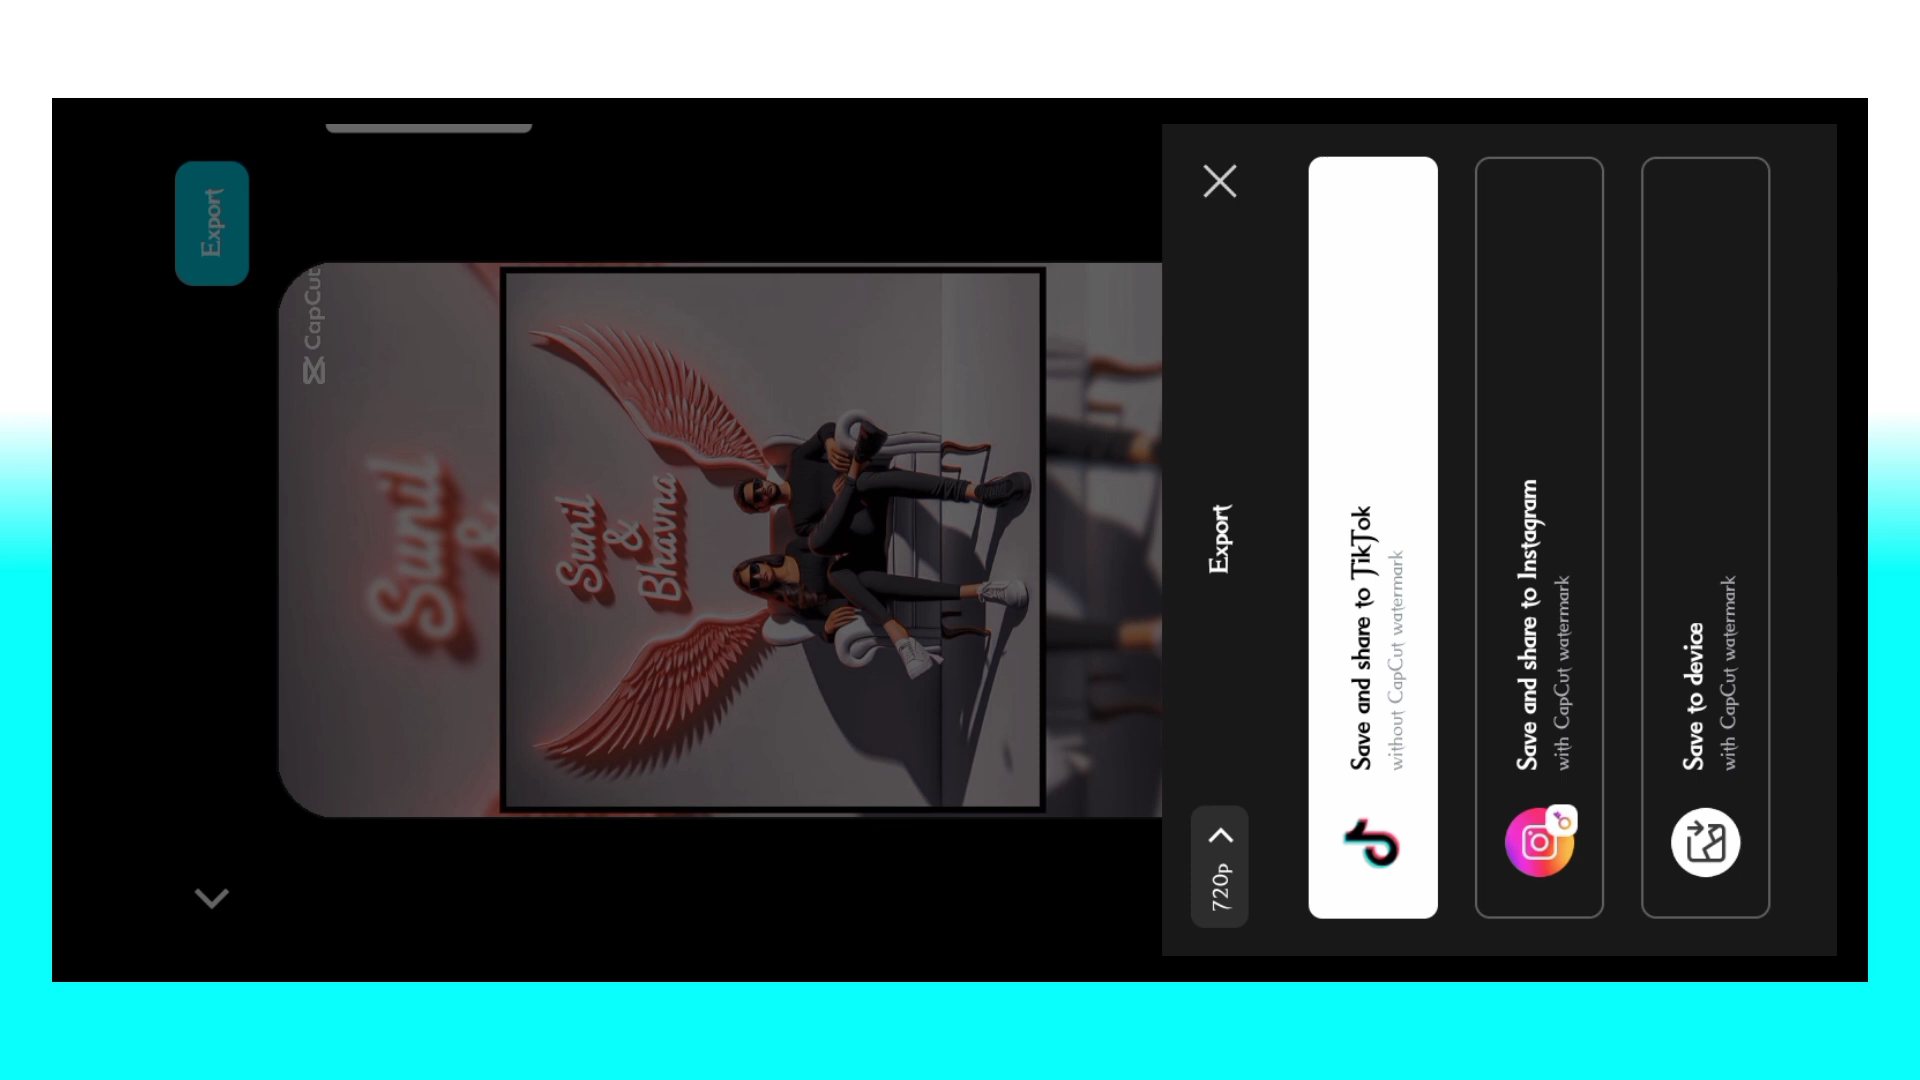 Export
CapCut
Sunil
&
Sunil
&
Bhavna
720p
Export
Save and share to TikTok
without CapCut watermark
Save and share to Instagram
with CapCut watermark
Save to device
with CapCut watermark